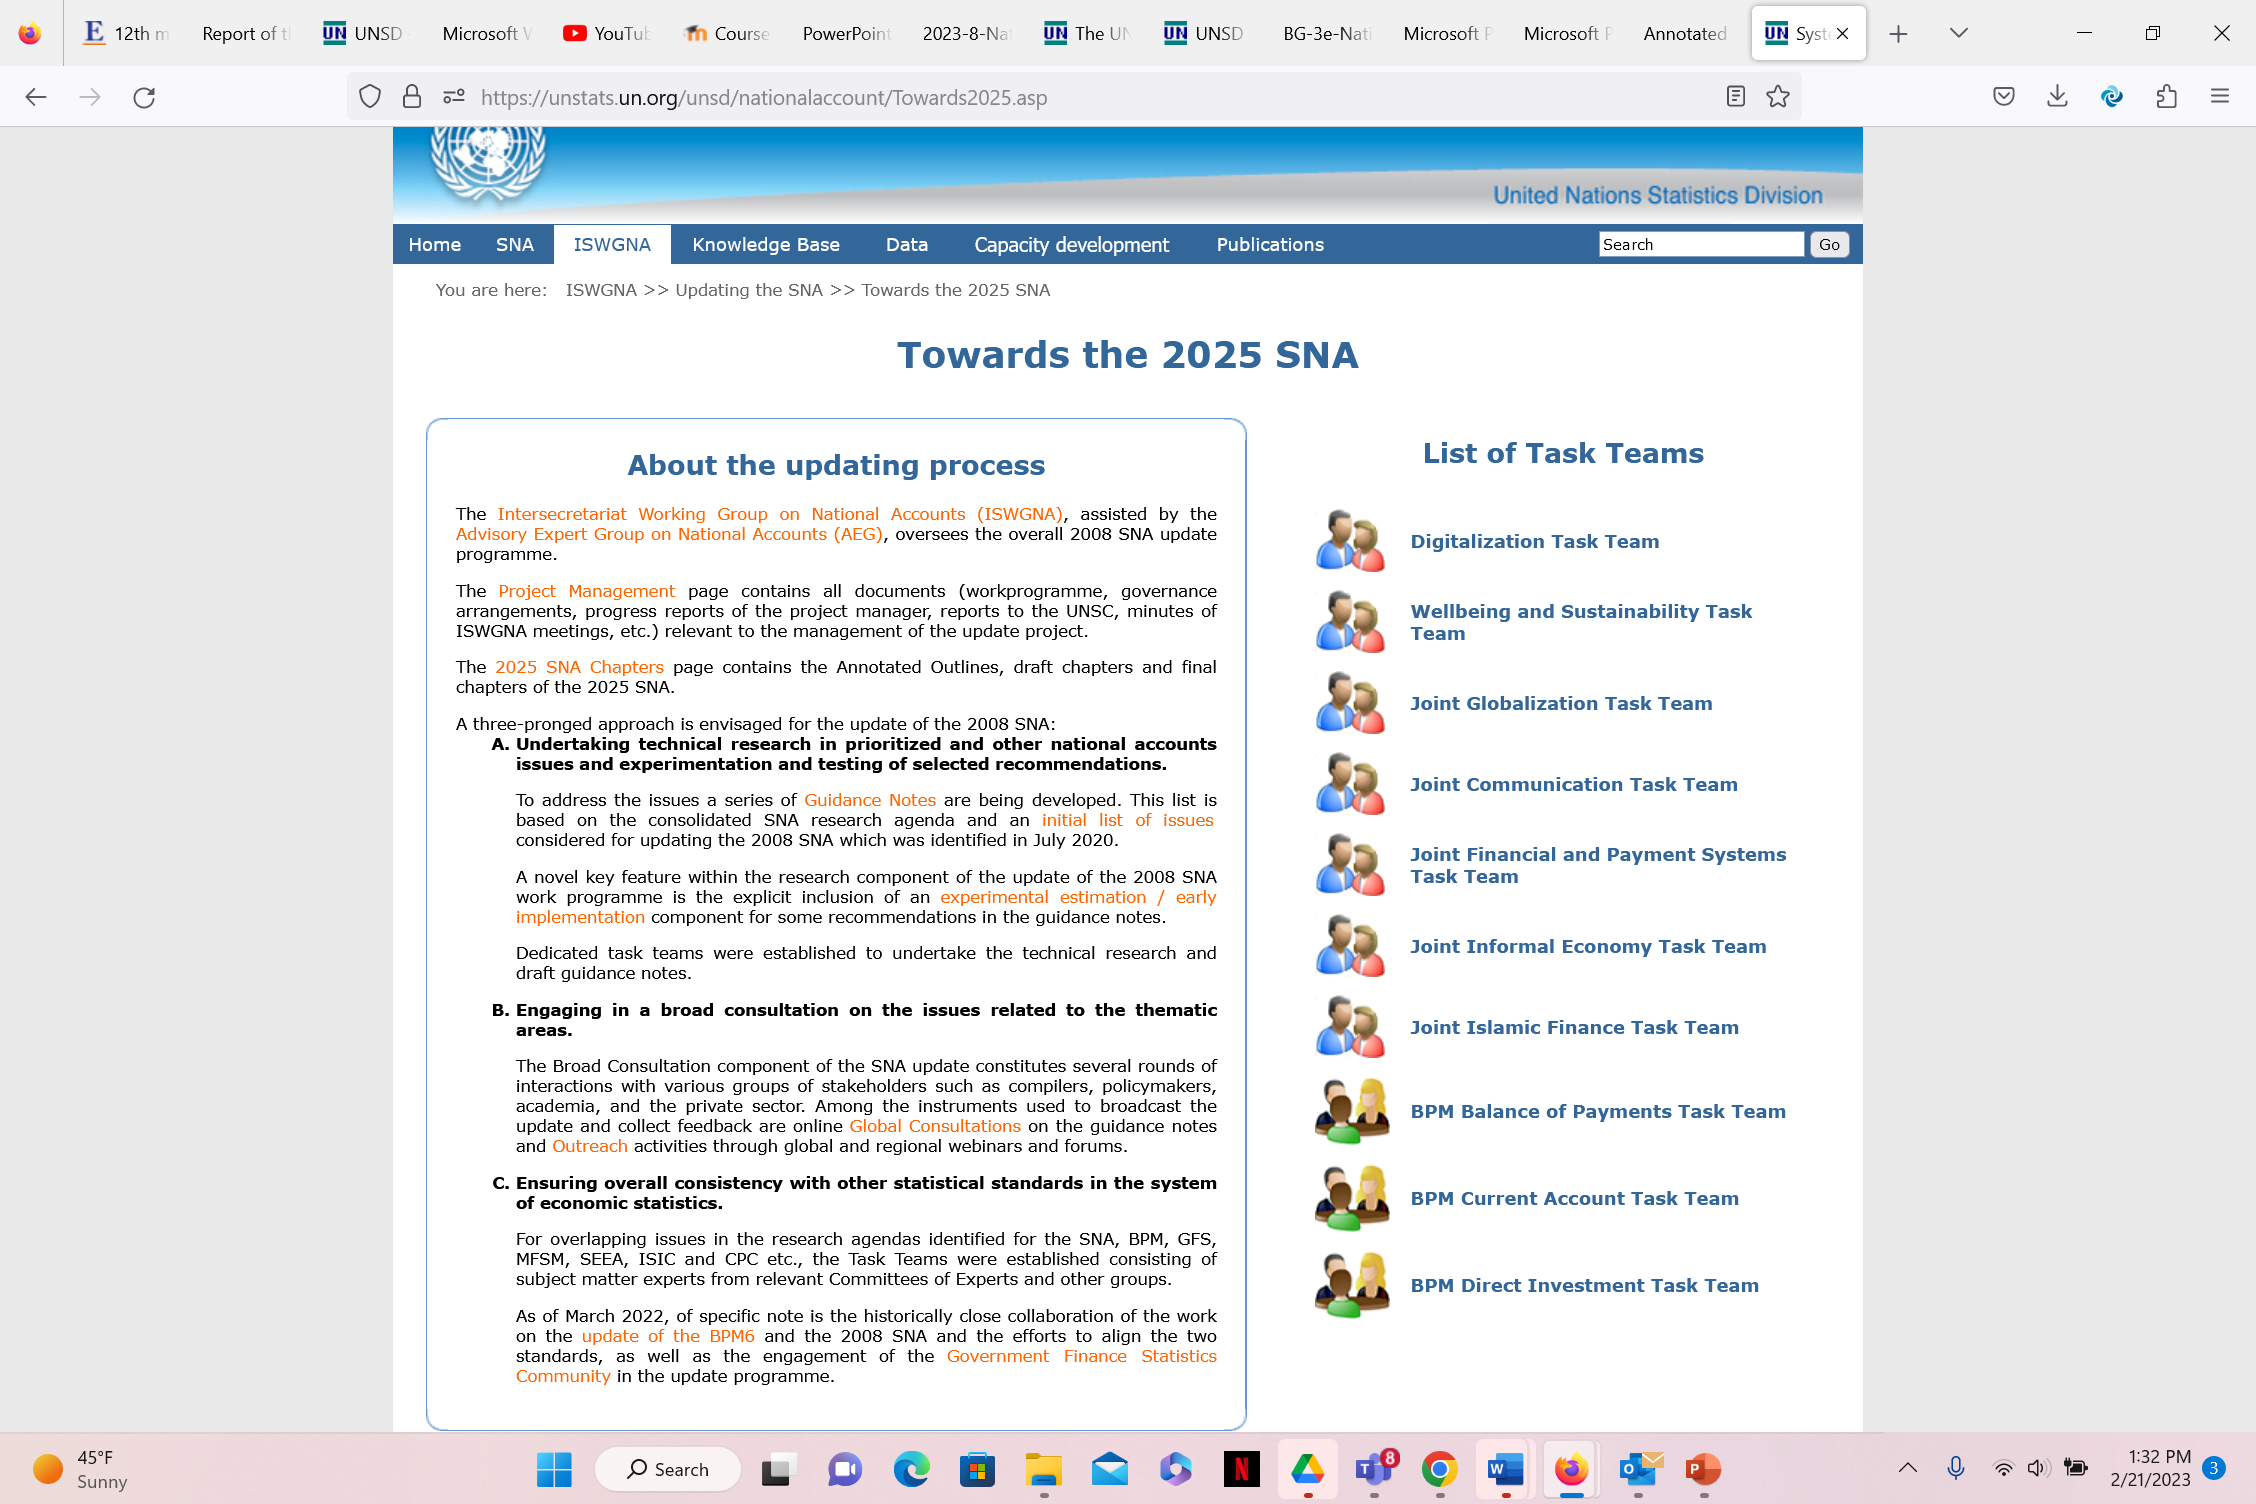 12th m
Report of t
UNSD -
Microsoft
YouTub
Course
PowerPoint
2023-8-Nat
The UN
UNSD
BG-3e-Nati
Microsoft P
Microsoft P
Annotated
Syst
https://unstats.un.org/unsd/nationalaccount/Towards2025.asp
United Nations Statistics Division
Home SNA ISWGNA Knowledge Base Data Capacity development Publications Search Go
You are here: ISWGNA >> Updating the SNA >> Towards the 2025 SNA
Towards the 2025 SNA
About the updating process
The Intersecretariat Working Group on National Accounts (ISWGNA), assisted by the
Advisory Expert Group on National Accounts (AEG), oversees the overall 2008 SNA update
programme.
The Project Management page contains all documents (workprogramme, governance
arrangements, progress reports of the project manager, reports to the UNSC, minutes of
ISWGNA meetings, etc.) relevant to the management of the update project.
The 2025 SNA Chapters page contains the Annotated Outlines, draft chapters and final
chapters of the 2025 SNA.
A three-pronged approach is envisaged for the update of the 2008 SNA:
A. Undertaking technical research in prioritized and other national accounts
issues and experimentation and testing of selected recommendations.
To address the issues a series of Guidance Notes are being developed. This list is
based on the consolidated SNA research agenda and an initial list of issues
considered for updating the 2008 SNA which was identified in July 2020.
A novel key feature within the research component of the update of the 2008 SNA
work programme is the explicit inclusion of an experimental estimation / early
implementation component for some recommendations in the guidance notes.
Dedicated task teams were established to undertake the technical research and
draft guidance notes.
B. Engaging in a broad consultation on the issues related to the thematic
areas.
The Broad Consultation component of the SNA update constitutes several rounds of
interactions with various groups of stakeholders such as compilers, policymakers,
academia, and the private sector. Among the instruments used to broadcast the
update and collect feedback are online Global Consultations on the guidance notes
and Outreach activities through global and regional webinars and forums.
C. Ensuring overall consistency with other statistical standards in the system
of economic statistics.
For overlapping issues in the research agendas identified for the SNA, BPM, GFS,
MFSM, SEEA, ISIC and CPC etc., the Task Teams were established consisting of
subject matter experts from relevant Committees of Experts and other groups.
As of March 2022, of specific note is the historically close collaboration of the work
on the update of the BPM6 and the 2008 SNA and the efforts to align the two
standards, as well as the engagement of the Government Finance Statistics
Community in the update programme.
List of Task Teams
Digitalization Task Team
Wellbeing and Sustainability Task
Team
Joint Globalization Task Team
Joint Communication Task Team
Joint Financial and Payment Systems
Task Team
Joint Informal Economy Task Team
Joint Islamic Finance Task Team
BPM Balance of Payments Task Team
BPM Current Account Task Team
BPM Direct Investment Task Team
45°F
Sunny
Search
8
1:32 PM
2/21/2023
3